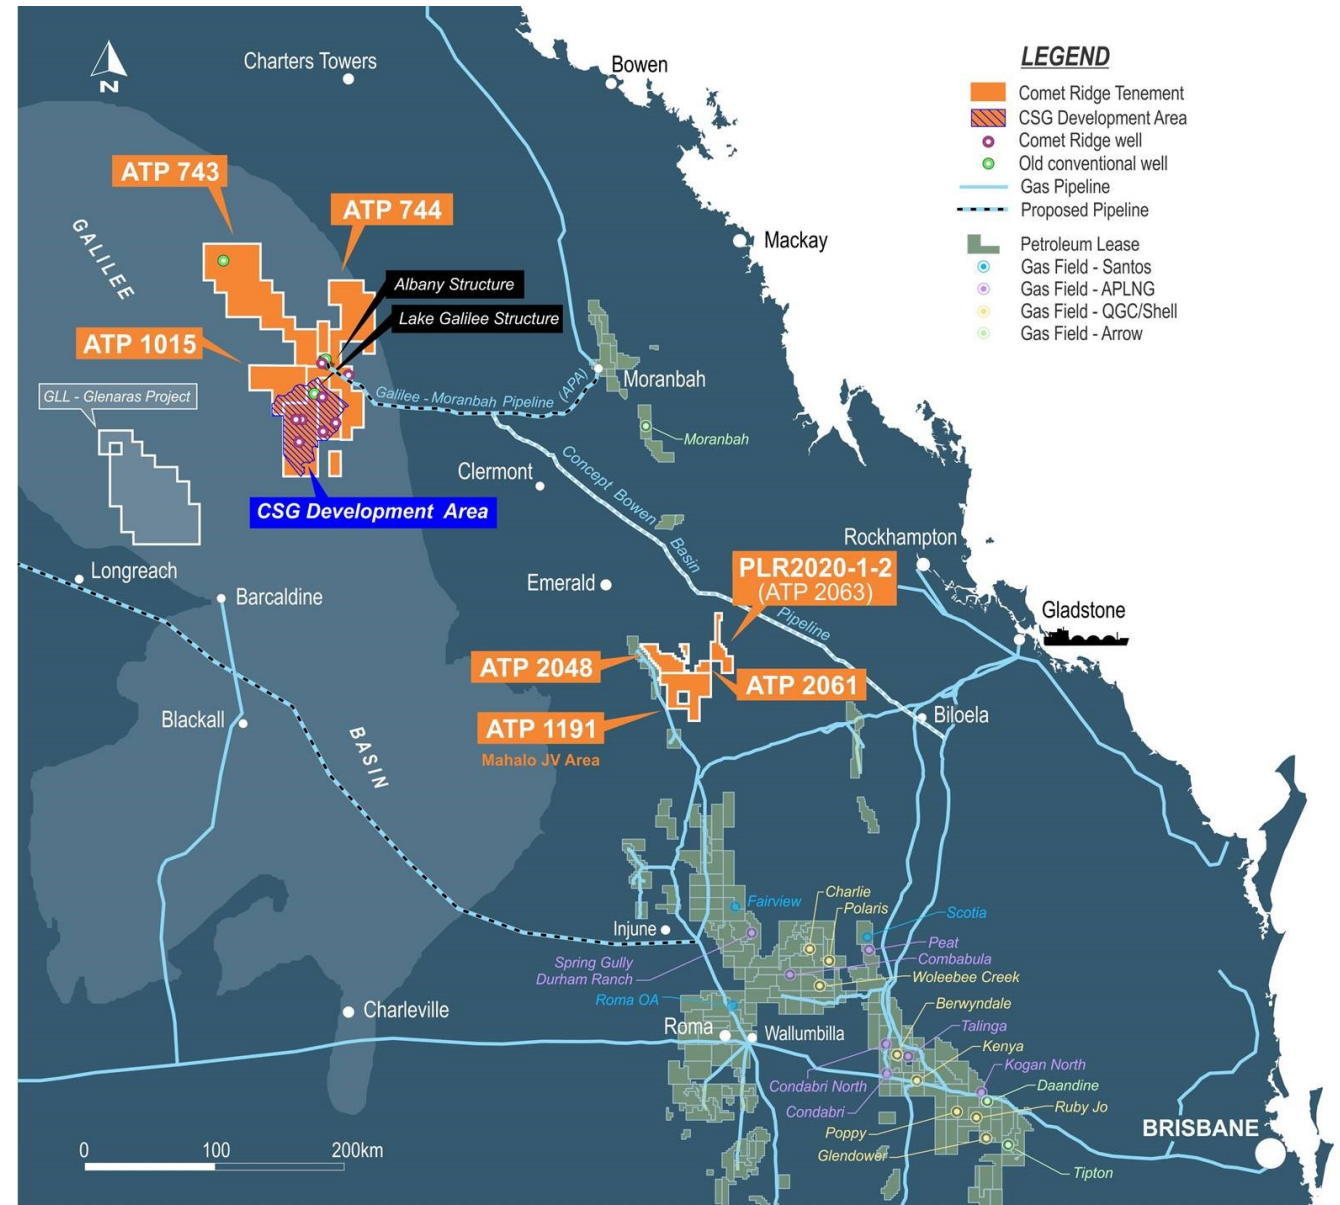 LEGEND
Comet Ridge Tenement
CSG Development Area
Comet Ridge well
Old conventional well
Gas Pipeline
Proposed Pipeline
Petroleum Lease
Gas Field - Santos
Gas Field - APLNG
Gas Field - QGC/Shell
Gas Field - Arrow
N
Charters Towers
Bowen
ATP 743
ATP 744
GALILEE
Mackay
Albany Structure
Lake Galilee Structure
ATP 1015
GLL - Glenaras Project
Galilee - Moranbah Pipeline (APA)
Moranbah
Moranbah
Clermont
CSG Development Area
Concept Bowen
Basin
Pipeline
Rockhampton
Longreach
Barcaldine
Emerald
PLR2020-1-2
(ATP 2063)
Gladstone
ATP 2048
ATP 2061
Blackall
ATP 1191
Mahalo JV Area
Biloela
BASIN
Fairview
Charlie
Polaris
Scotia
Injune
Peat
Combabula
Spring Gully
Durham Ranch
Woleebee Creek
Roma OA
Berwyndale
Charleville
Roma
Wallumbilla
Talinga
Kenya
Kogan North
Condabri North
Daandine
Condabri
Ruby Jo
Poppy
Glendower
BRISBANE
Tipton
0 100 200km